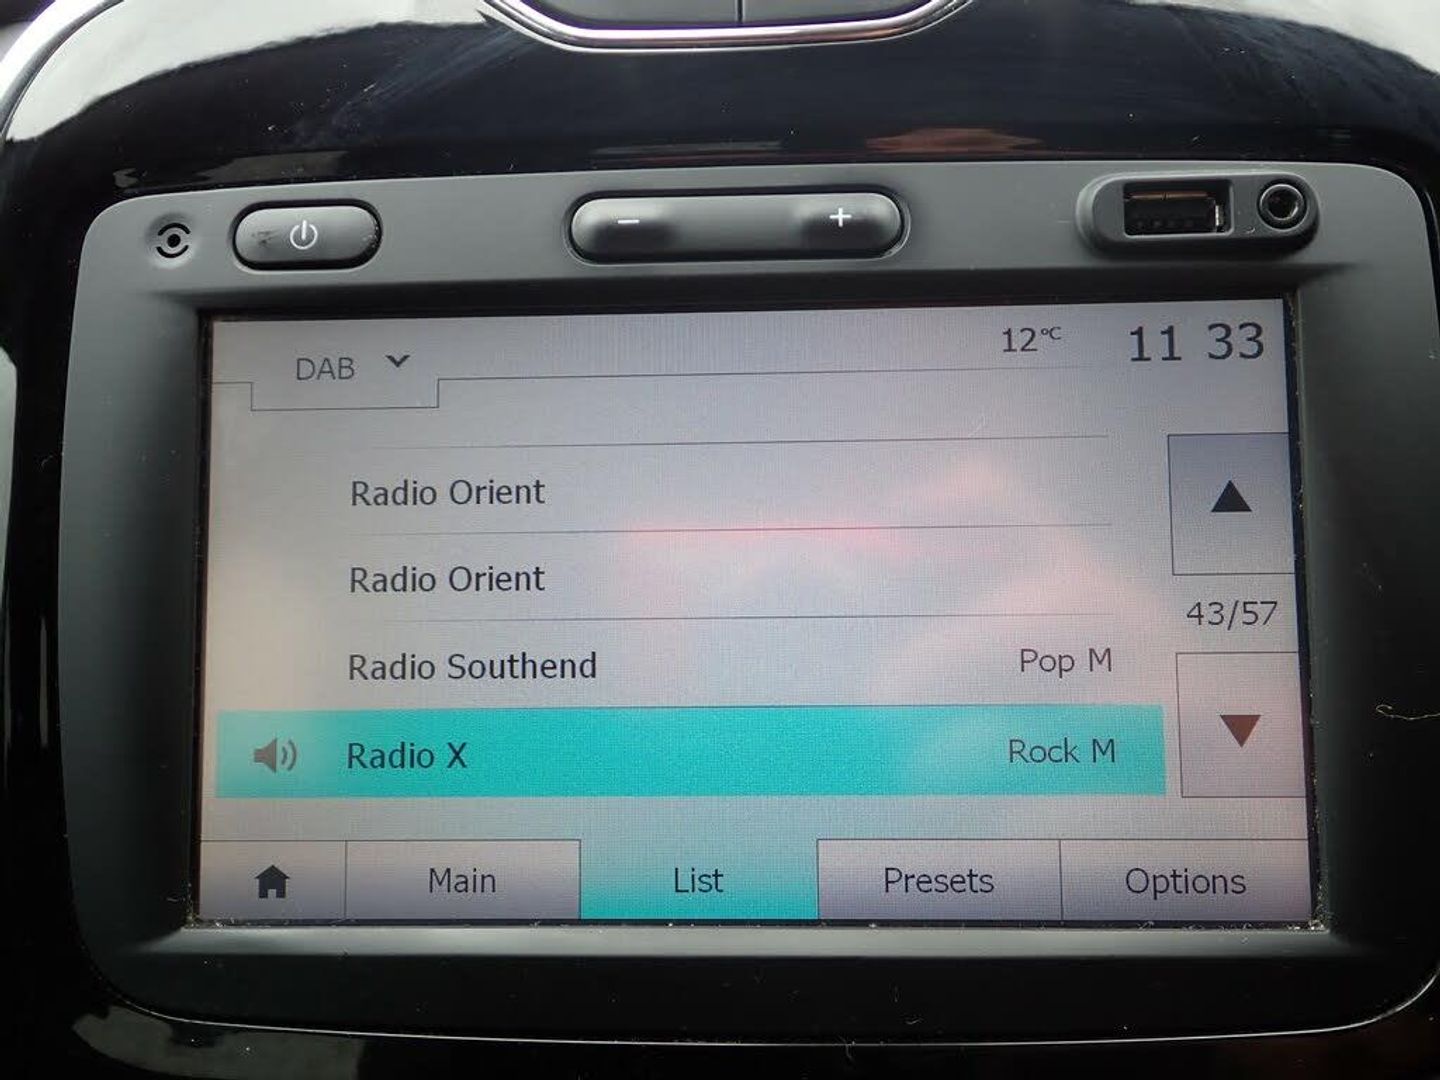 DAB
12°C
11 33
Radio Orient
Radio Orient
43/57
Radio Southend Pop M
Radio X Rock M
Main List Presets Options